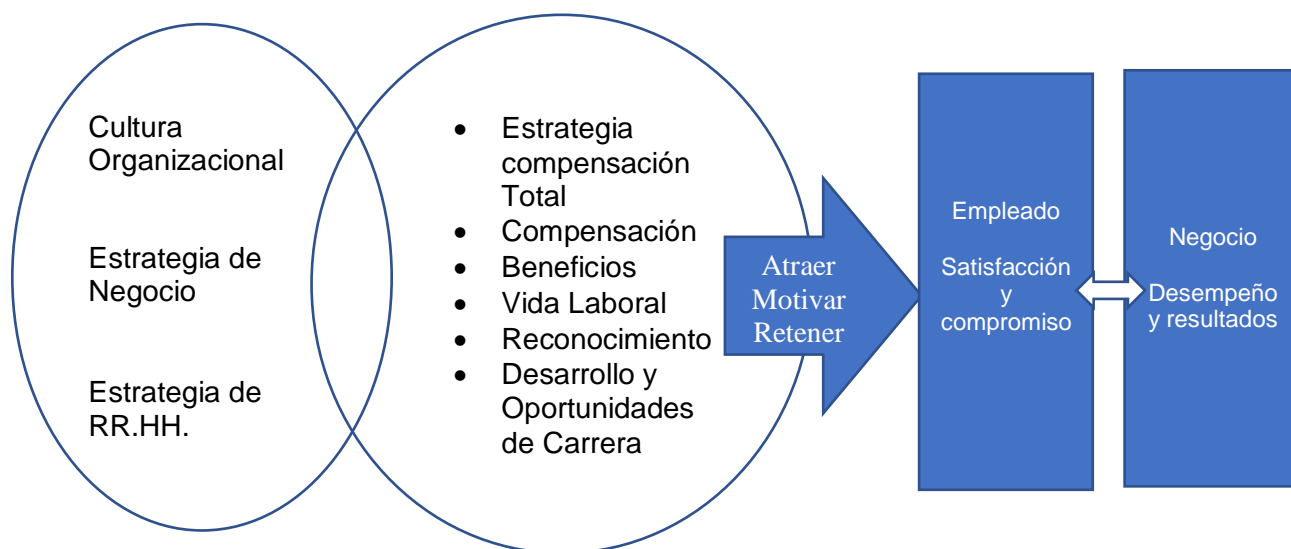 Cultura
Organizacional
Estrategia de
Negocio
Estrategia de
RR.HH.
• Estrategia
compensación
Total
• Compensación
• Beneficios
• Vida Laboral
• Reconocimiento
• Desarrollo y
Oportunidades
de Carrera
Atraer
Motivar
Retener
Empleado
Satisfacción
y
compromiso
Negocio
Desempeño
y resultados